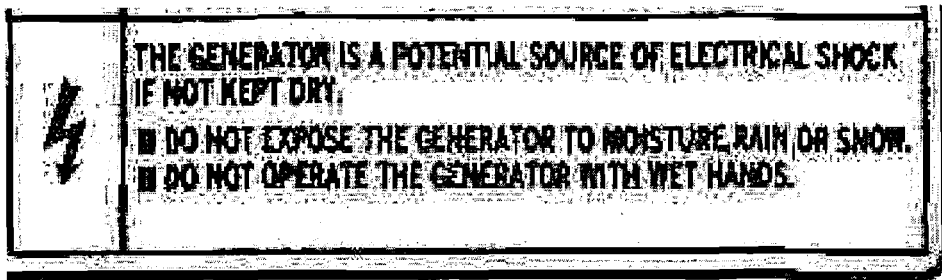 THE GENERATOR IS A POTENTIAL SOURCE OF ELECTRICAL SHOCK
IF NOT KEPT DRY.
■ DO NOT EXPOSE THE GENERATOR TO MOISTURE, RAIN OR SNOW.
■ DO NOT OPERATE THE GENERATOR WITH WET HANDS.